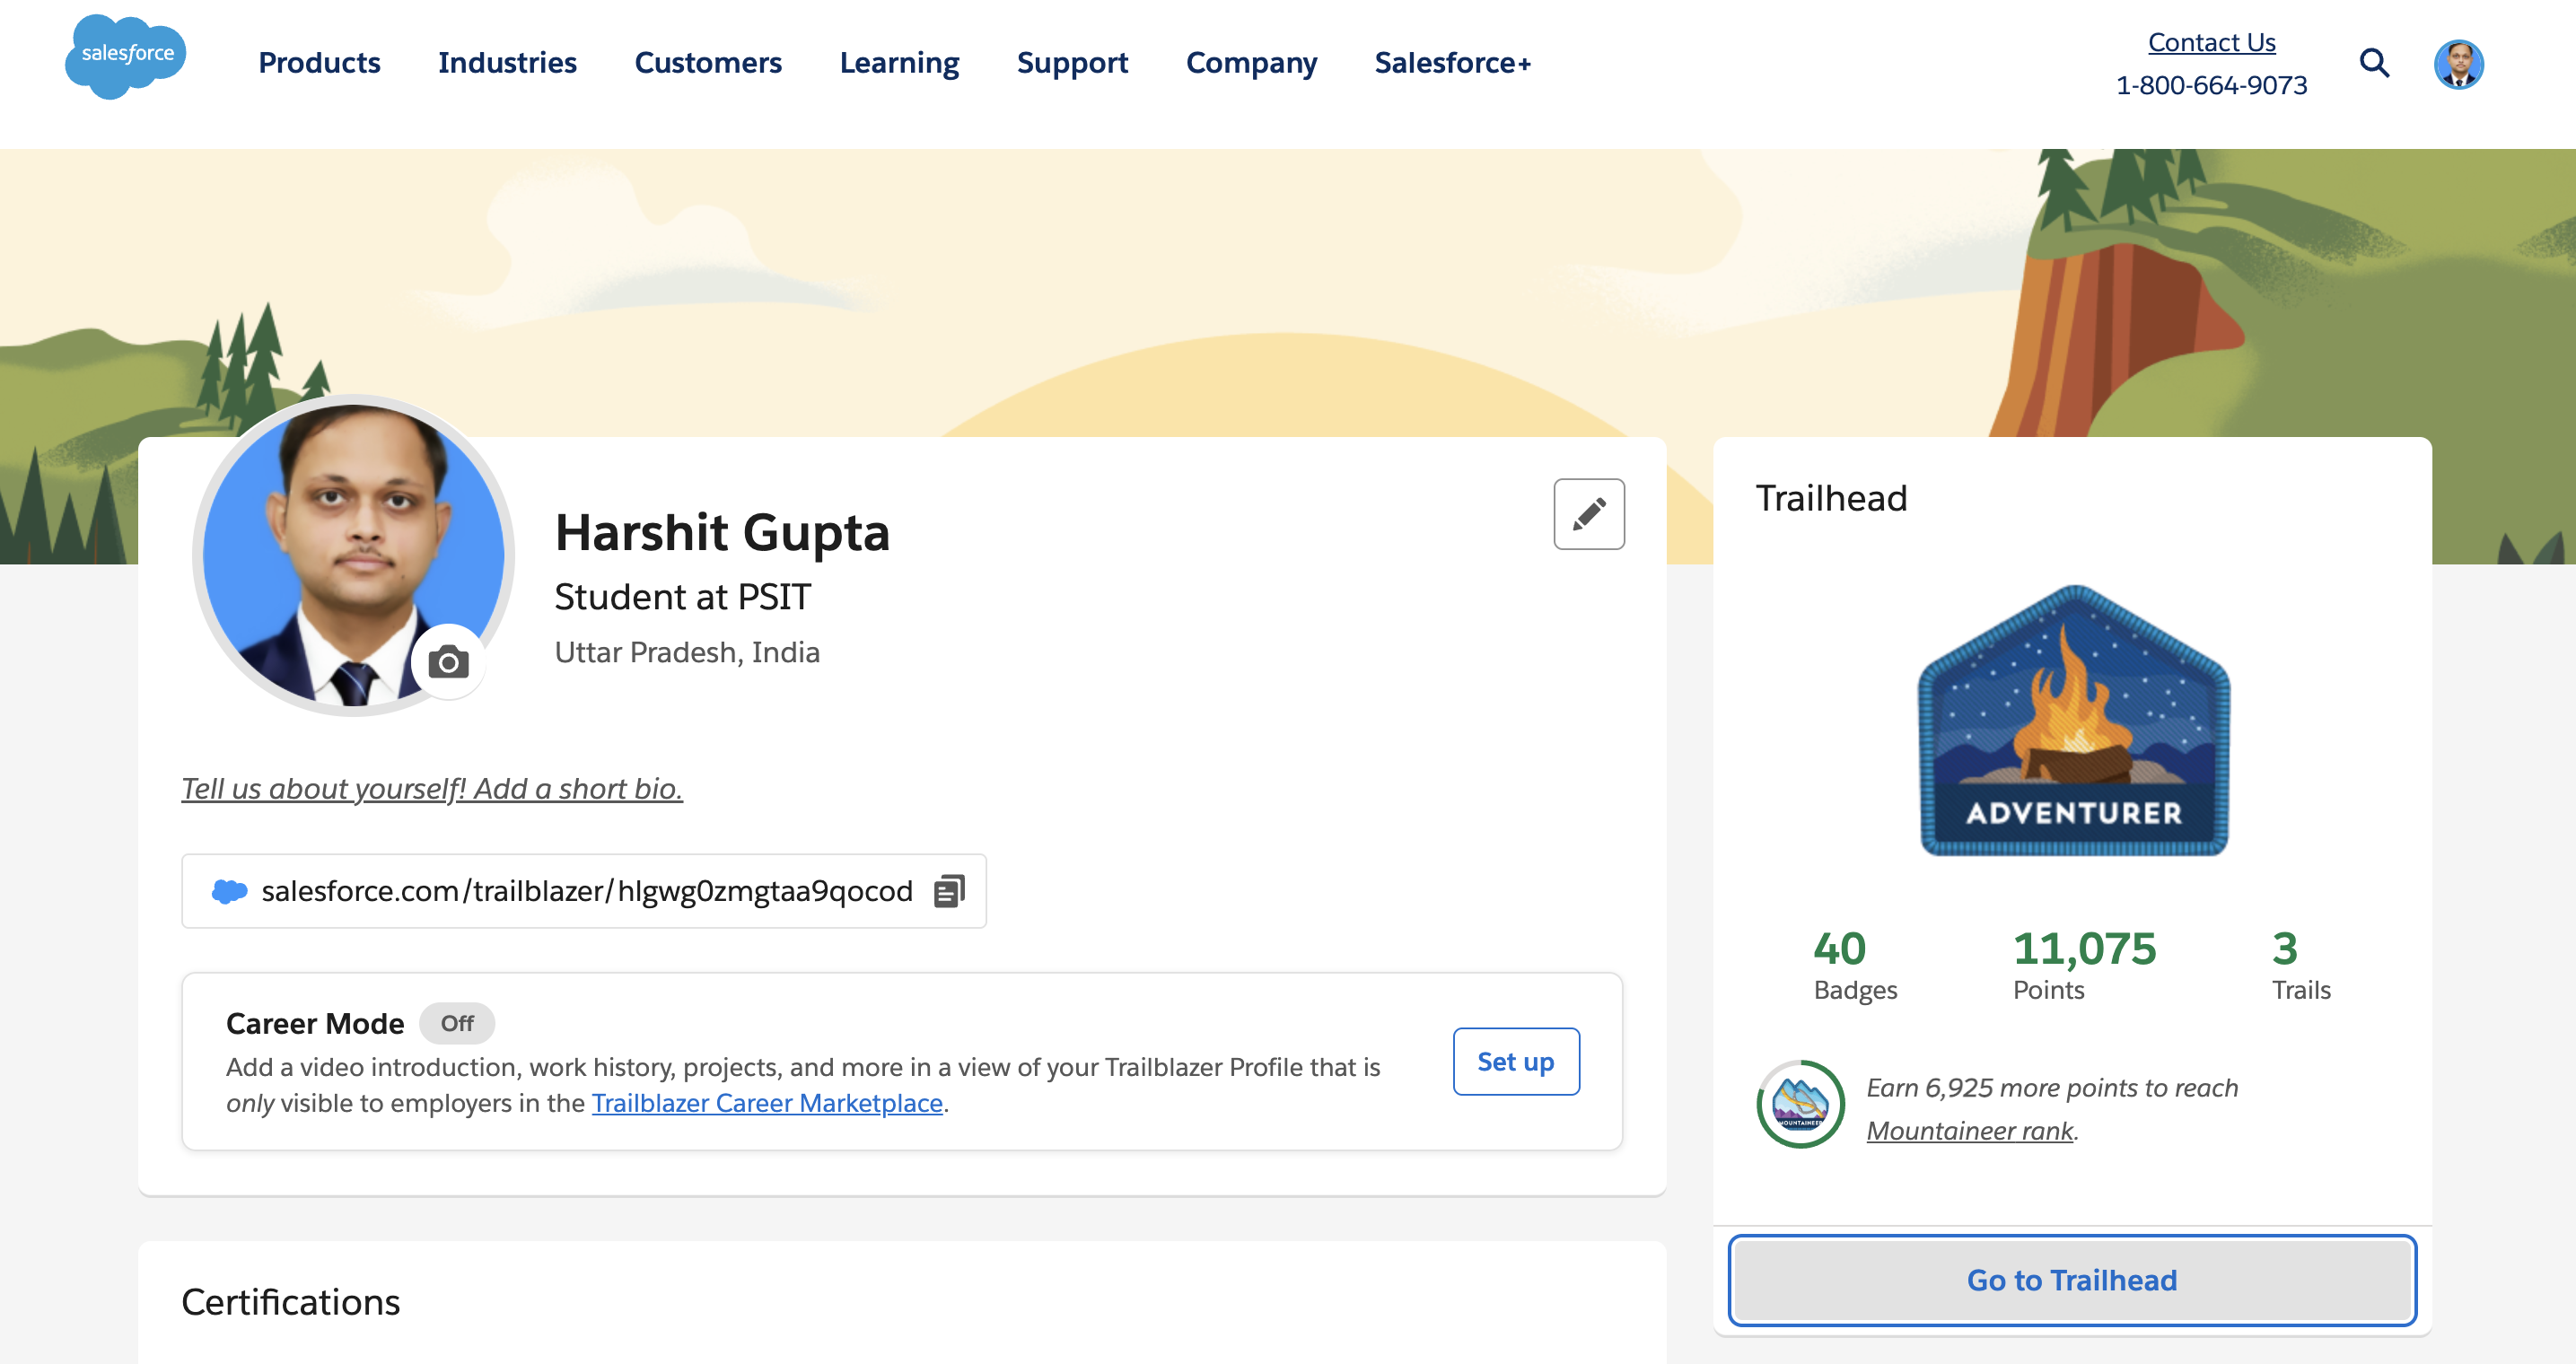 salesforce
Products
Industries
Customers
Learning
Support
Company
Salesforce+
Contact Us
1-800-664-9073
Harshit Gupta
Student at PSIT
Uttar Pradesh, India
Tell us about yourself! Add a short bio.
salesforce.com/trailblazer/hlgwg0zmgtaa9qocod
Career Mode Off
Add a video introduction, work history, projects, and more in a view of your Trailblazer Profile that is
only visible to employers in the Trailblazer Career Marketplace.
Set up
Certifications
Trailhead
ADVENTURER
40
Badges
11,075
Points
3
Trails
MOUNTAINEER
Earn 6,925 more points to reach
Mountaineer rank.
Go to Trailhead